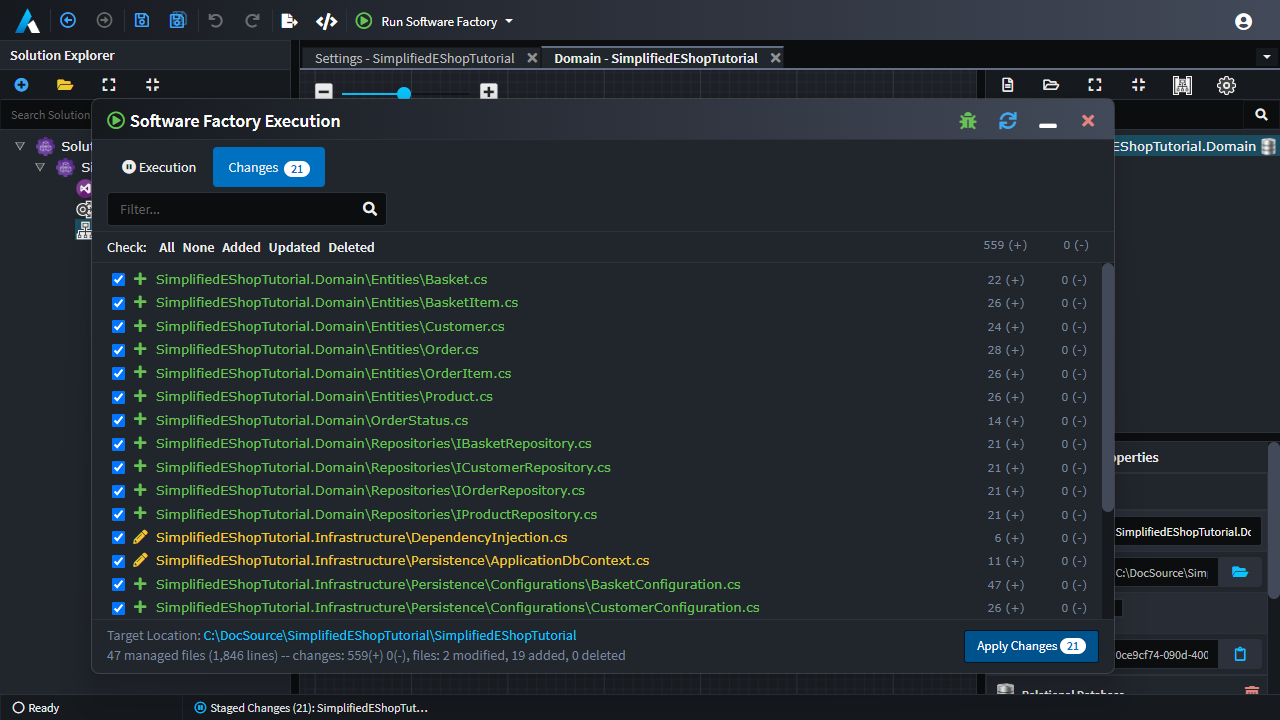 Run Software Factory
Solution Explorer
Settings - SimplifiedEShopTutorial
Domain - SimplifiedEShopTutorial
Search Solution
Solu
Si
EShopTutorial.Domain
Software Factory Execution
Execution
Changes 21
Filter...
Check: All None Added Updated Deleted 559 (+) 0 (-)
SimplifiedEShopTutorial.Domain\Entities\Basket.cs 22 (+) 0 (-)
SimplifiedEShopTutorial.Domain\Entities\BasketItem.cs 26 (+) 0 (-)
SimplifiedEShopTutorial.Domain\Entities\Customer.cs 24 (+) 0 (-)
SimplifiedEShopTutorial.Domain\Entities\Order.cs 28 (+) 0 (-)
SimplifiedEShopTutorial.Domain\Entities\OrderItem.cs 26 (+) 0 (-)
SimplifiedEShopTutorial.Domain\Entities\Product.cs 26 (+) 0 (-)
SimplifiedEShopTutorial.Domain\OrderStatus.cs 14 (+) 0 (-)
SimplifiedEShopTutorial.Domain\Repositories\IBasketRepository.cs 21 (+) 0 (-)
SimplifiedEShopTutorial.Domain\Repositories\ICustomerRepository.cs 21 (+) 0 (-)
SimplifiedEShopTutorial.Domain\Repositories\IOrderRepository.cs 21 (+) 0 (-)
SimplifiedEShopTutorial.Domain\Repositories\IProductRepository.cs 21 (+) 0 (-)
SimplifiedEShopTutorial.Infrastructure\DependencyInjection.cs 6 (+) 0 (-)
SimplifiedEShopTutorial.Infrastructure\Persistence\ApplicationDbContext.cs 11 (+) 0 (-)
SimplifiedEShopTutorial.Infrastructure\Persistence\Configurations\BasketConfiguration.cs 47 (+) 0 (-)
SimplifiedEShopTutorial.Infrastructure\Persistence\Configurations\CustomerConfiguration.cs 26 (+) 0 (-)
Target Location: C:\DocSource\SimplifiedEShopTutorial\SimplifiedEShopTutorial
47 managed files (1,846 lines) -- changes: 559(+) 0(-), files: 2 modified, 19 added, 0 deleted
Apply Changes 21
operties
SimplifiedEShopTutorial.Do
C:\DocSource\Sim
0ce9cf74-090d-400
Relational Database
Ready
Staged Changes (21): SimplifiedEShopTut...